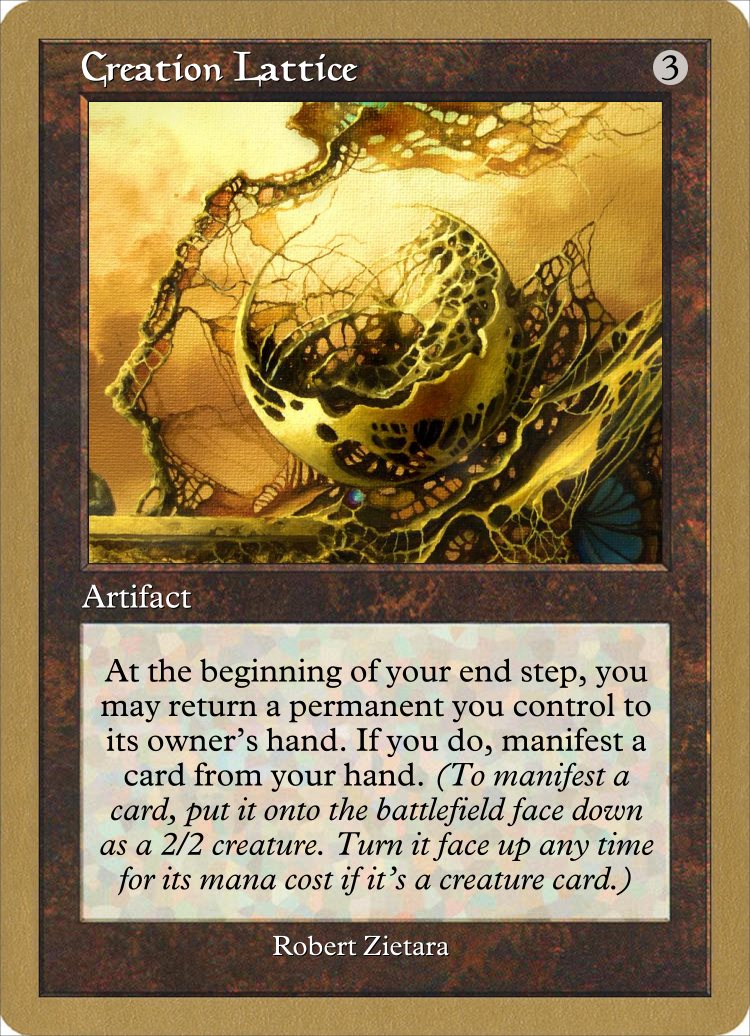 Creation Lattice 3
Artifact
At the beginning of your end step, you
may return a permanent you control to
its owner's hand. If you do, manifest a
card from your hand. (To manifest a
card, put it onto the battlefield face down
as a 2/2 creature. Turn it face up any time
for its mana cost if it's a creature card.)
Robert Zietara